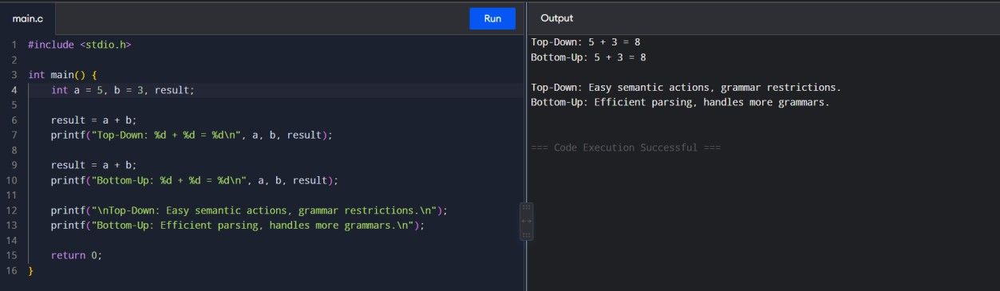 main.c
Run
1 #include <stdio.h>
2
3 int main() {
4     int a = 5, b = 3, result;
5
6     result = a + b;
7     printf("Top-Down: %d + %d = %d\n", a, b, result);
8
9     result = a + b;
10     printf("Bottom-Up: %d + %d = %d\n", a, b, result);
11
12     printf("\nTop-Down: Easy semantic actions, grammar restrictions.\n");
13     printf("Bottom-Up: Efficient parsing, handles more grammars.\n");
14
15     return 0;
16 }
Output
Top-Down: 5 + 3 = 8
Bottom-Up: 5 + 3 = 8
Top-Down: Easy semantic actions, grammar restrictions.
Bottom-Up: Efficient parsing, handles more grammars.
=== Code Execution Successful ===